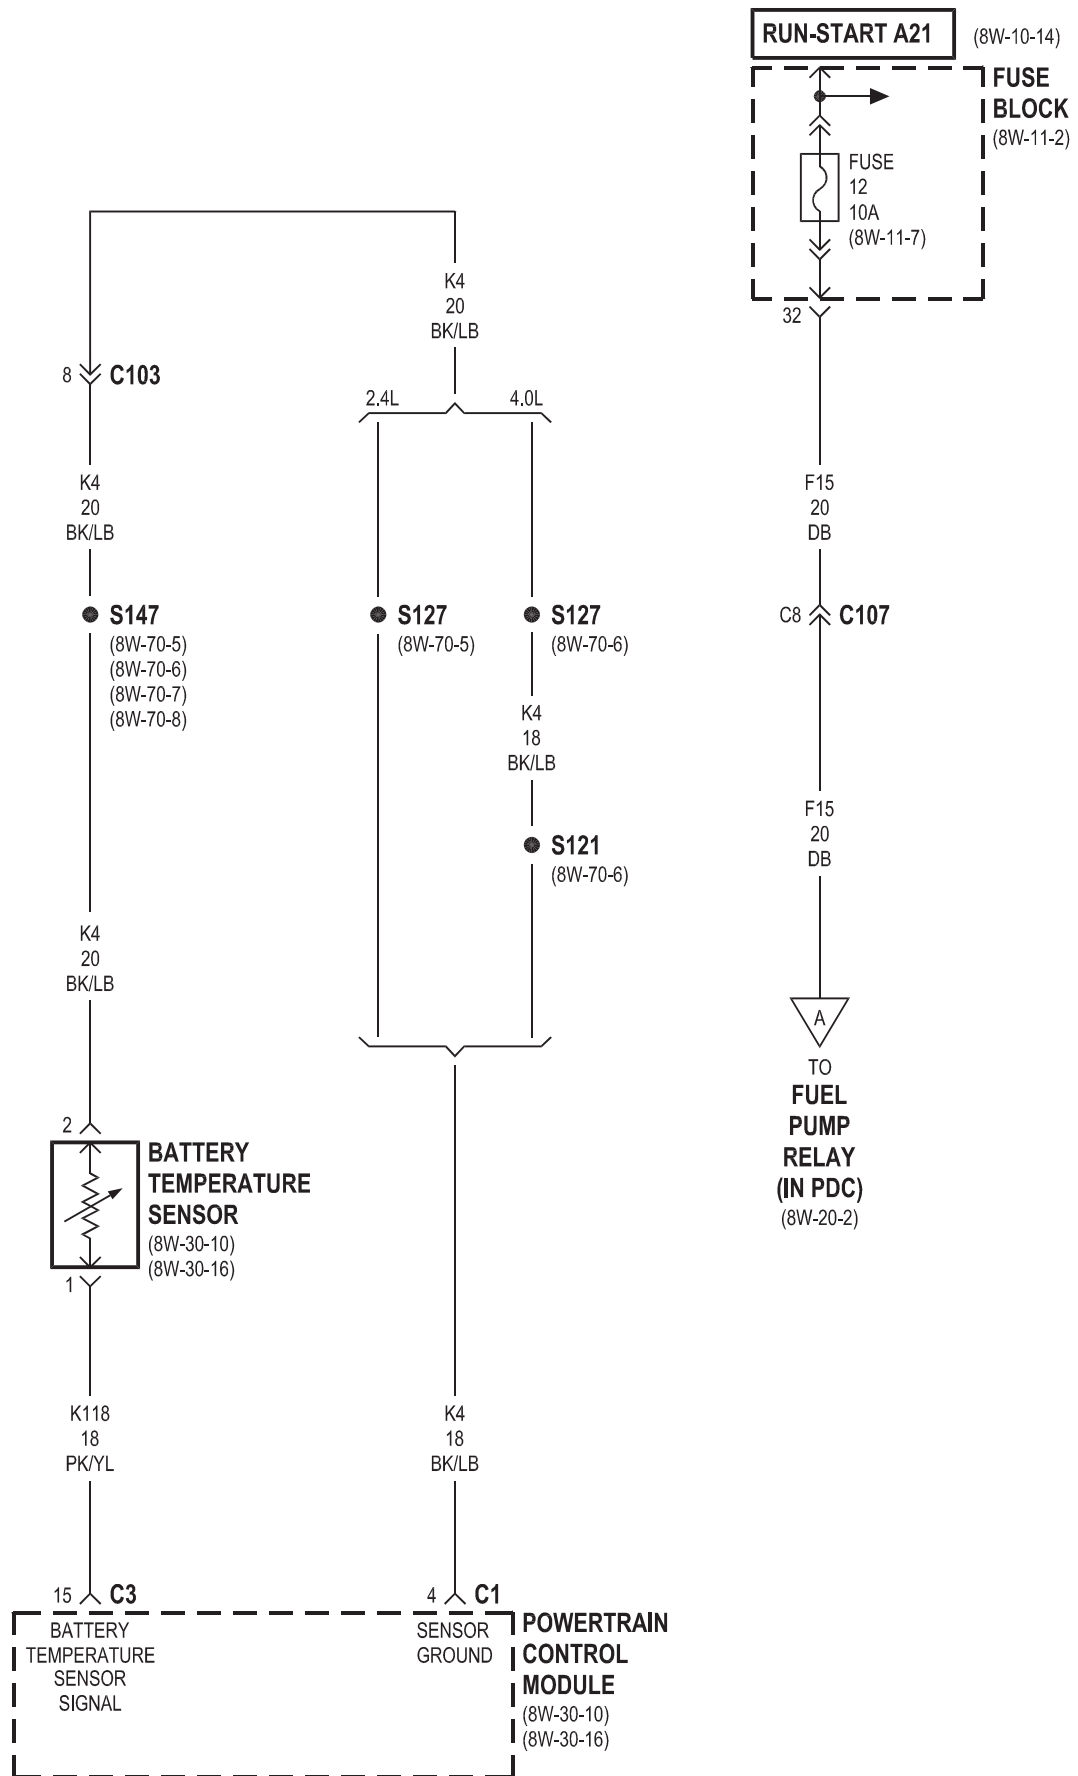 RUN-START A21
(8W-10-14)
FUSE
BLOCK
(8W-11-2)
FUSE
12
10A
(8W-11-7)
32
K4
20
BK/LB
8
C103
2.4L
4.0L
K4
20
BK/LB
F15
20
DB
S147
(8W-70-5)
(8W-70-6)
(8W-70-7)
(8W-70-8)
S127
(8W-70-5)
S127
(8W-70-6)
C8
C107
K4
18
BK/LB
F15
20
DB
S121
(8W-70-6)
K4
20
BK/LB
A
TO
FUEL
PUMP
RELAY
(IN PDC)
(8W-20-2)
2
BATTERY
TEMPERATURE
SENSOR
(8W-30-10)
(8W-30-16)
1
K118
18
PK/YL
K4
18
BK/LB
15
C3
4
C1
BATTERY
TEMPERATURE
SENSOR
SIGNAL
SENSOR
GROUND
POWERTRAIN
CONTROL
MODULE
(8W-30-10)
(8W-30-16)